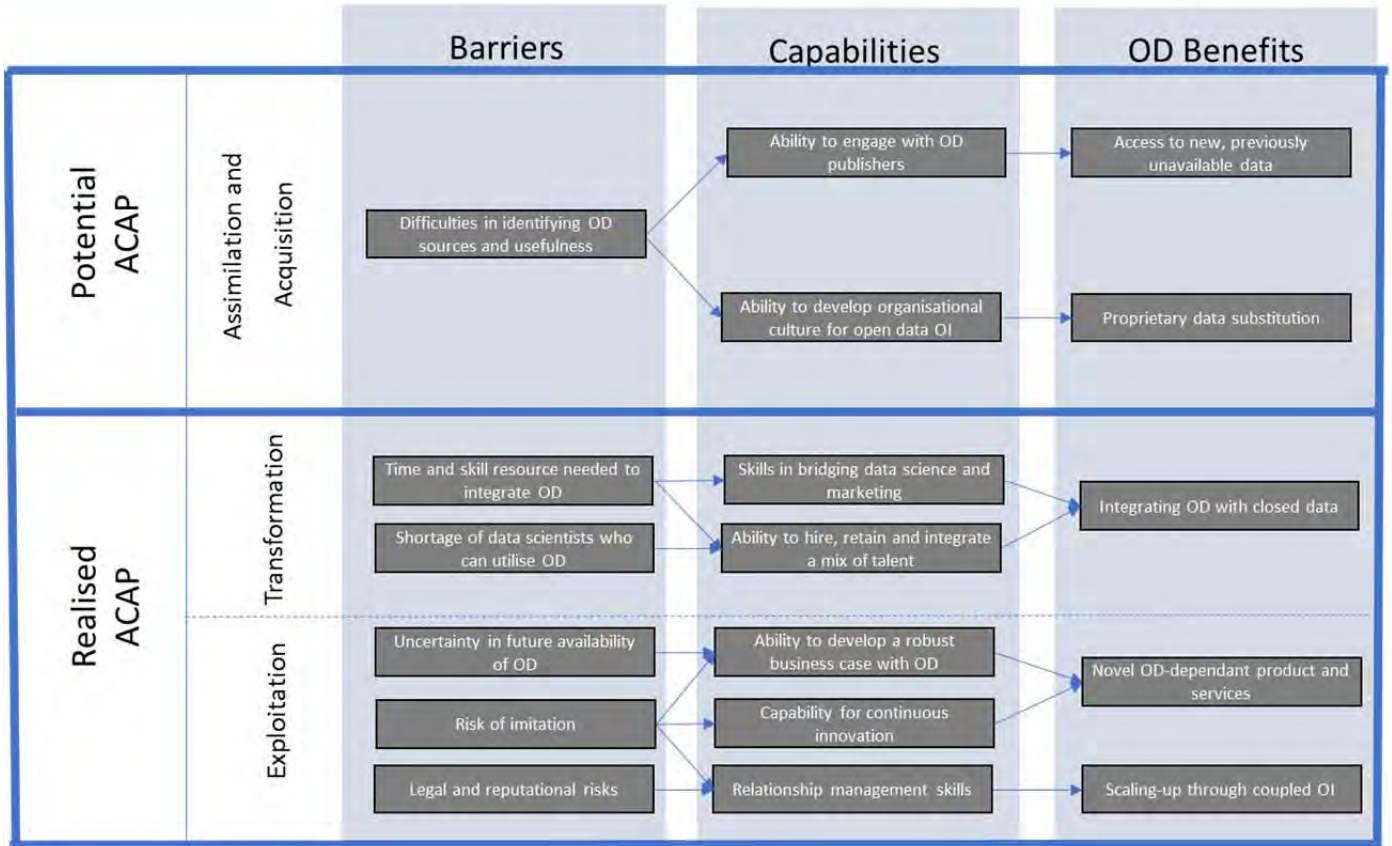 Barriers
Capabilities
OD Benefits
Potential
ACAP
Assimilation and
Acquisition
Difficulties in identifying OD
sources and usefulness
Ability to engage with OD
publishers
Access to new, previously
unavailable data
Ability to develop organisational
culture for open data OI
Proprietary data substitution
Realised
ACAP
Transformation
Time and skill resource needed to
integrate OD
Skills in bridging data science and
marketing
Integrating OD with closed data
Shortage of data scientists who
can utilise OD
Ability to hire, retain and integrate
a mix of talent
Exploitation
Uncertainty in future availability
of OD
Ability to develop a robust
business case with OD
Novel OD-dependant product and
services
Risk of imitation
Capability for continuous
innovation
Legal and reputational risks
Relationship management skills
Scaling-up through coupled OI